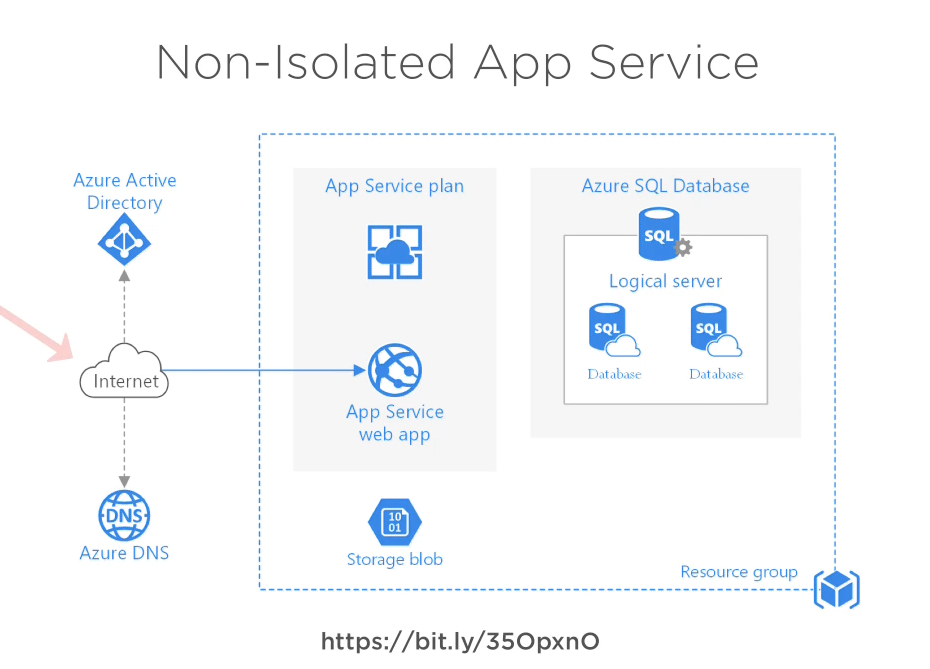 Non-Isolated App Service
Azure Active
Directory
Internet
DNS
Azure DNS
App Service plan
App Service
web app
10
01
Storage blob
Azure SQL Database
SQL
Logical server
SQL
SQL
Database
Database
Resource group
https://bit.ly/35OpxnO